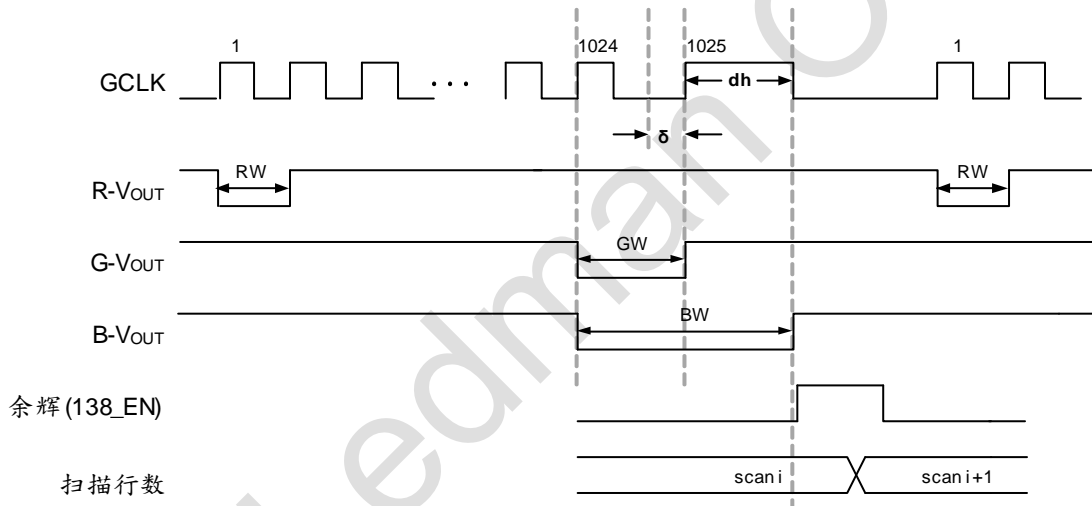 1 1024 1025 1
GCLK ... dh
δ
RW RW
R-VOUT
GW
G-VOUT
BW
B-VOUT
余辉(138_EN)
扫描行数 scan i scan i+1